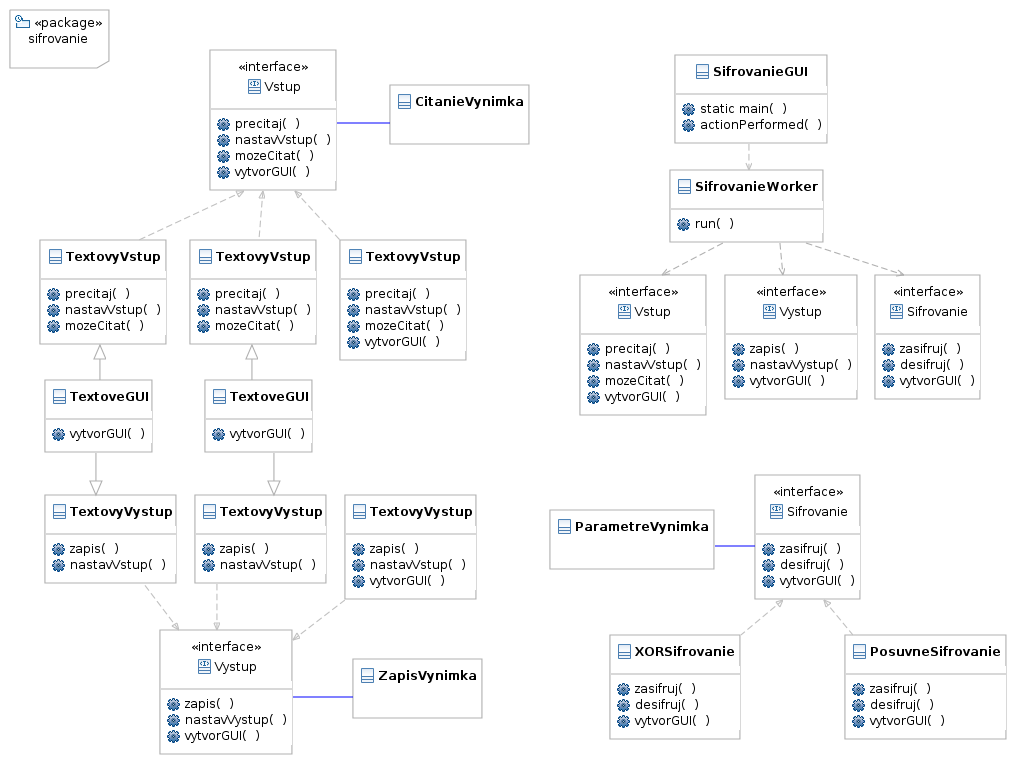 «package»
sifrovanie
«interface»
Vstup
precitaj( )
nastavVstup( )
mozeCitat( )
vytvorGUI( )
CitanieVynimka
TextovyVstup
precitaj( )
nastavVstup( )
mozeCitat( )
TextovyVstup
precitaj( )
nastavVstup( )
mozeCitat( )
TextovyVstup
precitaj( )
nastavVstup( )
mozeCitat( )
vytvorGUI( )
TextoveGUI
vytvorGUI( )
TextoveGUI
vytvorGUI( )
TextovyVystup
zapis( )
nastavVstup( )
TextovyVystup
zapis( )
nastavVstup( )
TextovyVystup
zapis( )
nastavVstup( )
vytvorGUI( )
«interface»
Vystup
zapis( )
nastavVystup( )
vytvorGUI( )
ZapisVynimka
SifrovanieGUI
static main( )
actionPerformed( )
SifrovanieWorker
run( )
«interface»
Vstup
precitaj( )
nastavVstup( )
mozeCitat( )
vytvorGUI( )
«interface»
Vystup
zapis( )
nastavVystup( )
vytvorGUI( )
«interface»
Sifrovanie
zasifruj( )
desifruj( )
vytvorGUI( )
ParametreVynimka
«interface»
Sifrovanie
zasifruj( )
desifruj( )
vytvorGUI( )
XORSifrovanie
zasifruj( )
desifruj( )
vytvorGUI( )
PosuvneSifrovanie
zasifruj( )
desifruj( )
vytvorGUI( )